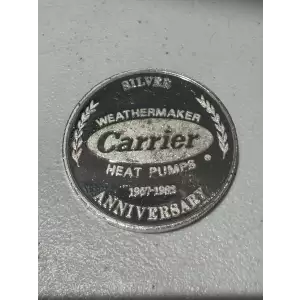 SILVER
WEATHERMAKER
Carrier
®
HEAT PUMPS
1957-1982
ANNIVERSARY